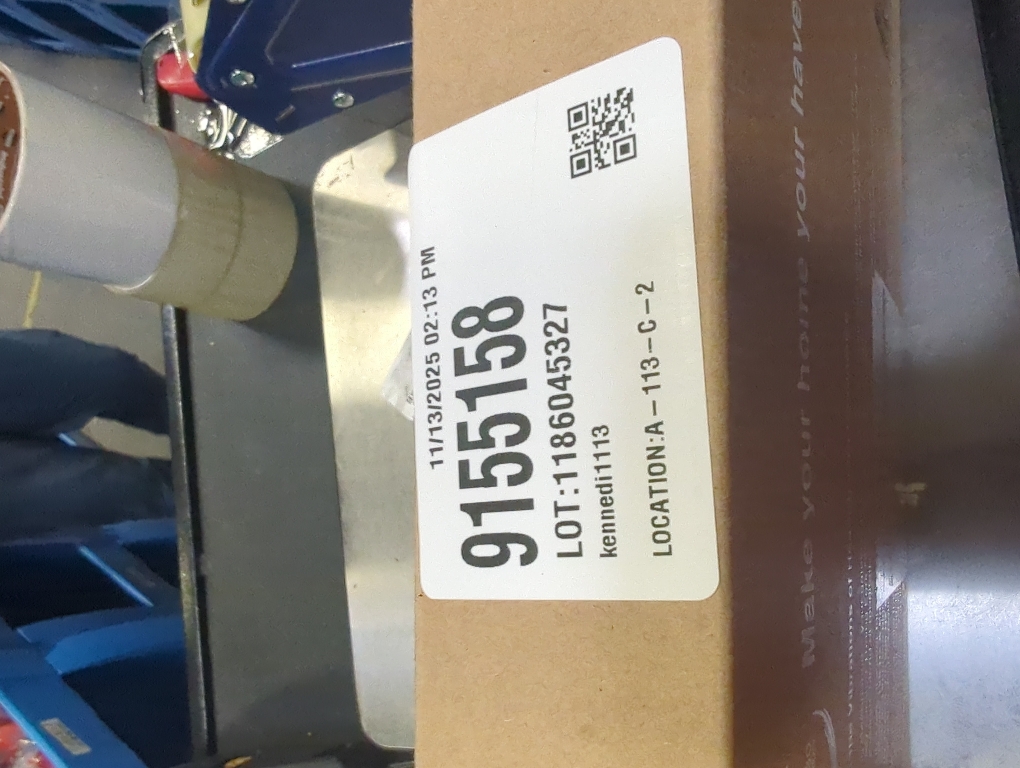 11/13/2025 02:13 PM
9155158
LOT:1186045327
kennedi1113
LOCATION:A-113-C-2
Make your home your haven